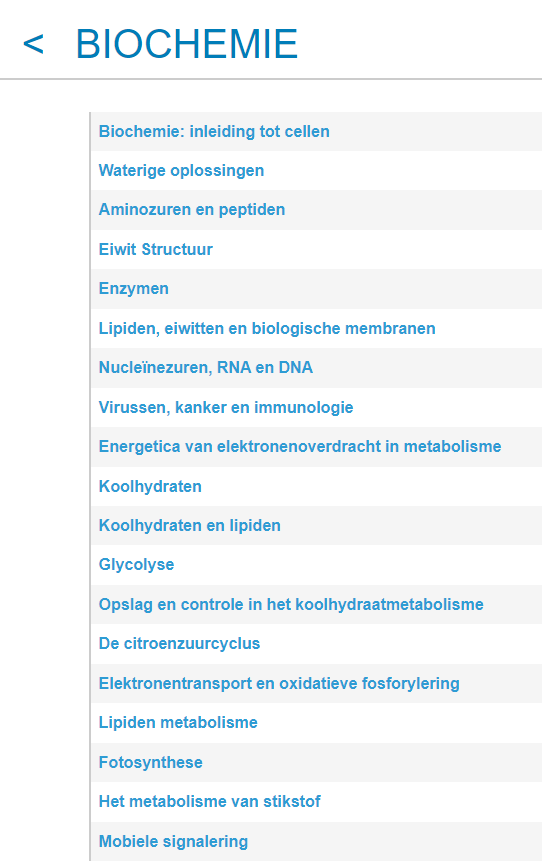 < BIOCHEMIE
Biochemie: inleiding tot cellen
Waterige oplossingen
Aminozuren en peptiden
Eiwit Structuur
Enzymen
Lipiden, eiwitten en biologische membranen
Nucleïnezuren, RNA en DNA
Virussen, kanker en immunologie
Energetica van elektronenoverdracht in metabolisme
Koolhydraten
Koolhydraten en lipiden
Glycolyse
Opslag en controle in het koolhydraatmetabolisme
De citroenzuurcyclus
Elektronentransport en oxidatieve fosforylering
Lipiden metabolisme
Fotosynthese
Het metabolisme van stikstof
Mobiele signalering